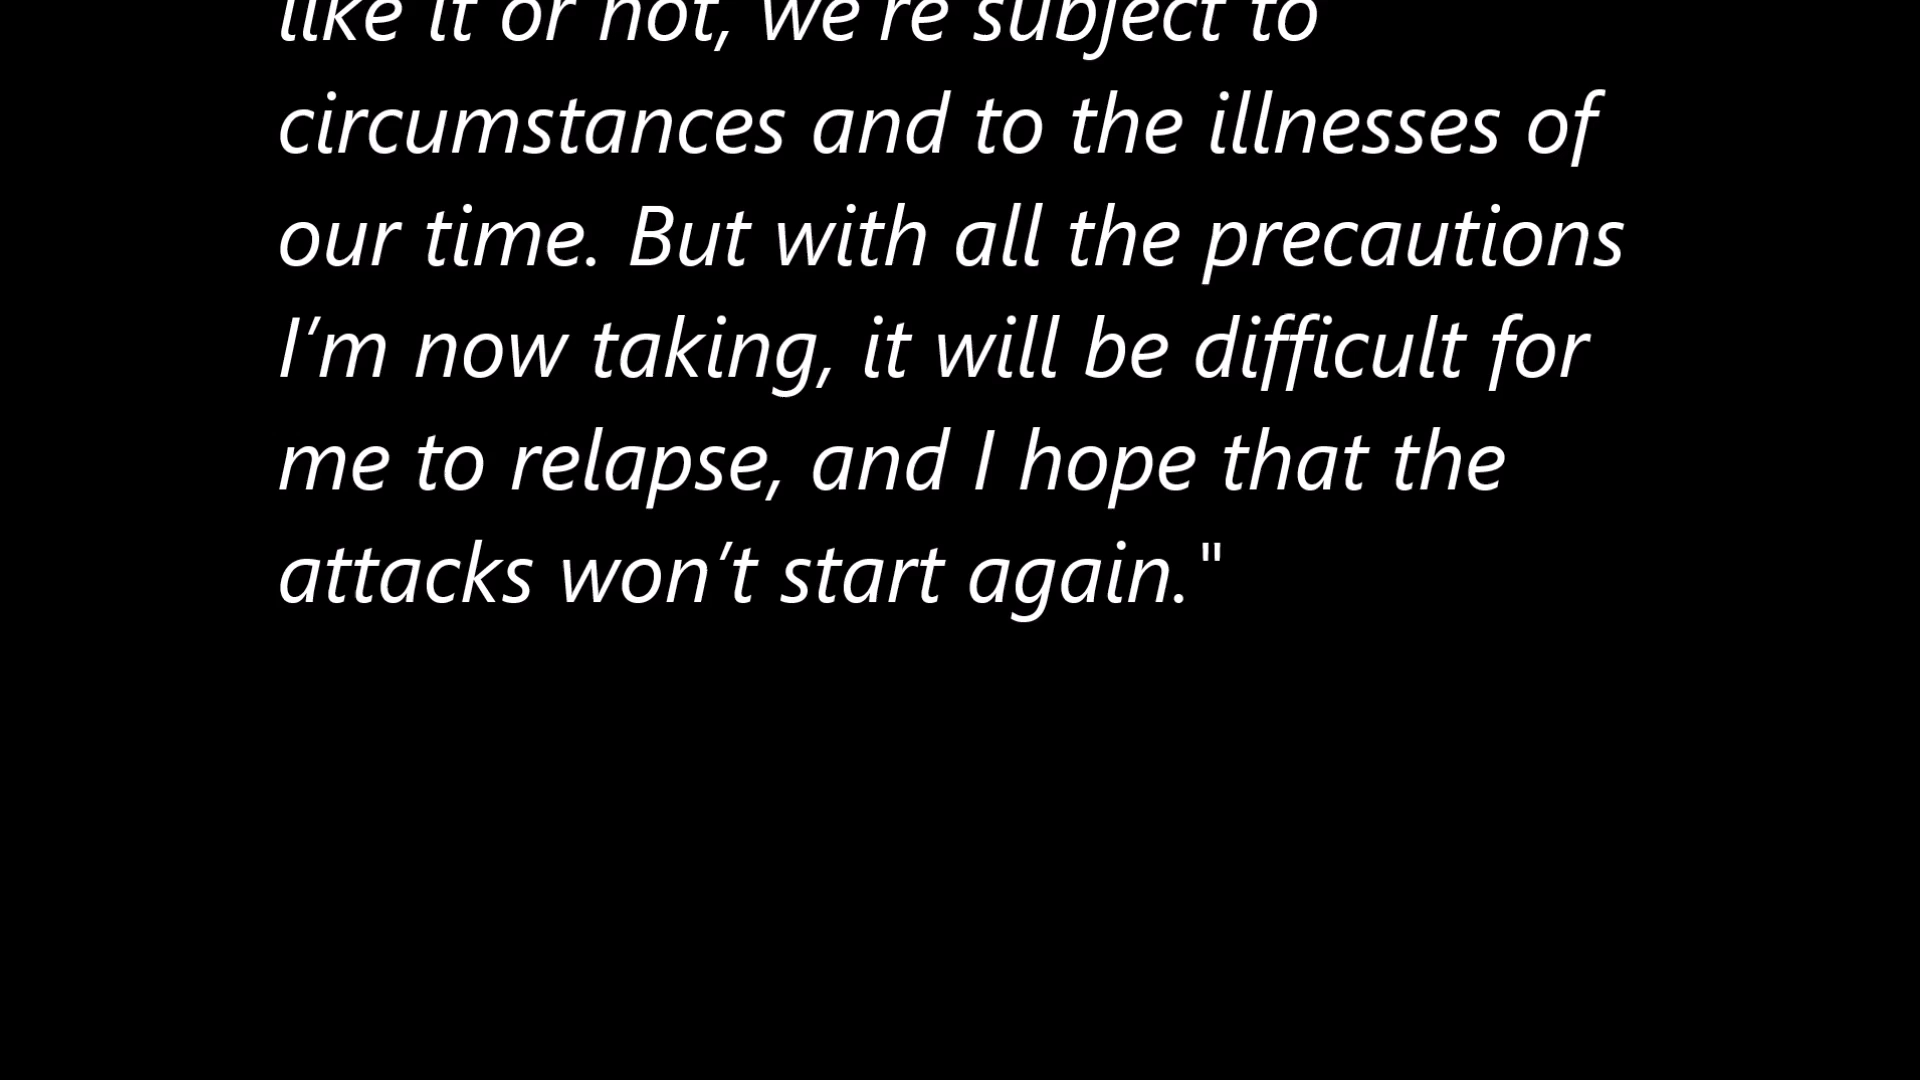 like it or not, we're subject to
circumstances and to the illnesses of
our time. But with all the precautions
I’m now taking, it will be difficult for
me to relapse, and I hope that the
attacks won’t start again."